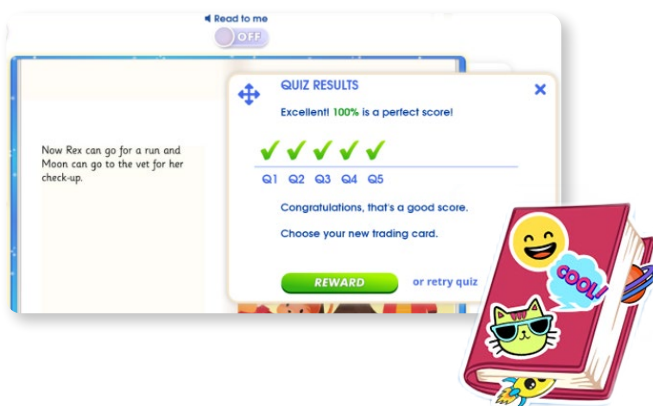 Read to me
OFF
Now Rex can go for a run and
Moon can go to the vet for her
check-up.
QUIZ RESULTS
Excellent! 100% is a perfect score!
Q1 Q2 Q3 Q4 Q5
Congratulations, that's a good score.
Choose your new trading card.
REWARD or retry quiz
COOL!